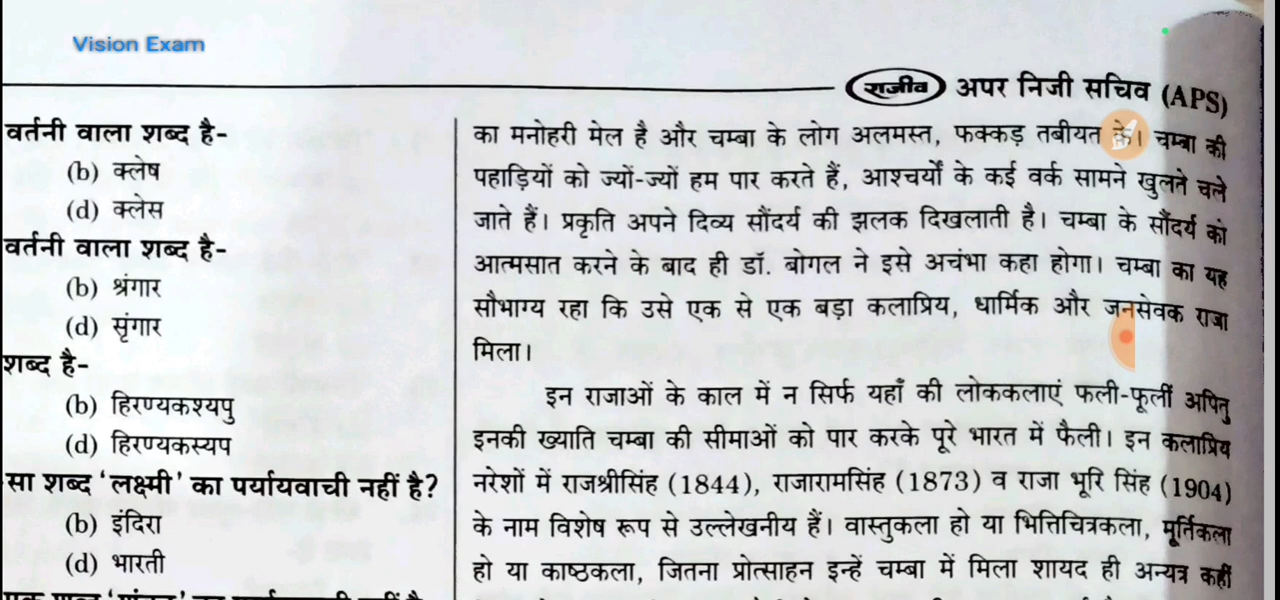 Vision Exam
राजीव अपर निजी सचिव (APS)
वर्तनी वाला शब्द है-
(b) क्लेष
(d) क्लेस
वर्तनी वाला शब्द है-
(b) श्रंगार
(d) सृंगार
शब्द है-
(b) हिरण्यकश्यपु
(d) हिरण्यकस्यप
सा शब्द ‘लक्ष्मी’ का पर्यायवाची नहीं है?
(b) इंदिरा
(d) भारती
का मनोहरी मेल है और चम्बा के लोग अलमस्त, फक्कड़ तबीयत के। चम्बा की
पहाड़ियों को ज्यों-ज्यों हम पार करते हैं, आश्चर्यों के कई वर्क सामने खुलते चले
जाते हैं। प्रकृति अपने दिव्य सौंदर्य की झलक दिखलाती है। चम्बा के सौंदर्य को
आत्मसात करने के बाद ही डॉ. बोगल ने इसे अचंभा कहा होगा। चम्बा का यह
सौभाग्य रहा कि उसे एक से एक बड़ा कलाप्रिय, धार्मिक और जनसेवक राजा
मिला।
इन राजाओं के काल में न सिर्फ यहाँ की लोककलाएं फली-फूलीं अपितु
इनकी ख्याति चम्बा की सीमाओं को पार करके पूरे भारत में फैली। इन कलाप्रिय
नरेशों में राजश्रीसिंह (1844), राजारामसिंह (1873) व राजा भूरि सिंह (1904)
के नाम विशेष रूप से उल्लेखनीय हैं। वास्तुकला हो या भित्तिचित्रकला, मूर्तिकला
हो या काष्ठकला, जितना प्रोत्साहन इन्हें चम्बा में मिला शायद ही अन्यत्र कहीं